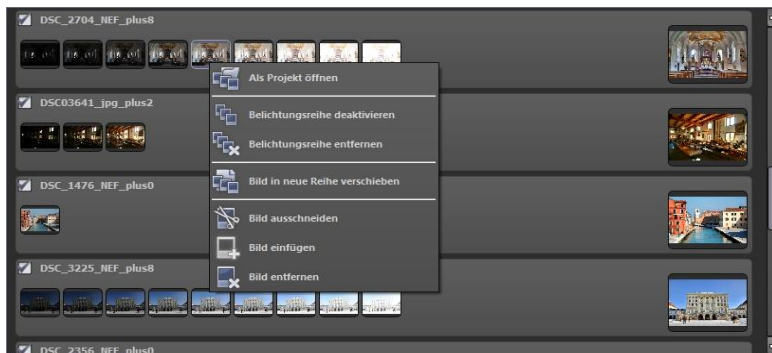 DSC_2704_NEF_plus8
Als Projekt öffnen
DSC03641_jpg_plus2
Belichtungsreihe deaktivieren
Belichtungsreihe entfernen
DSC_1476_NEF_plus0
Bild in neue Reihe verschieben
Bild ausschneiden
Bild einfügen
DSC_3225_NEF_plus8
Bild entfernen
DSC_2356_NEF_plus0